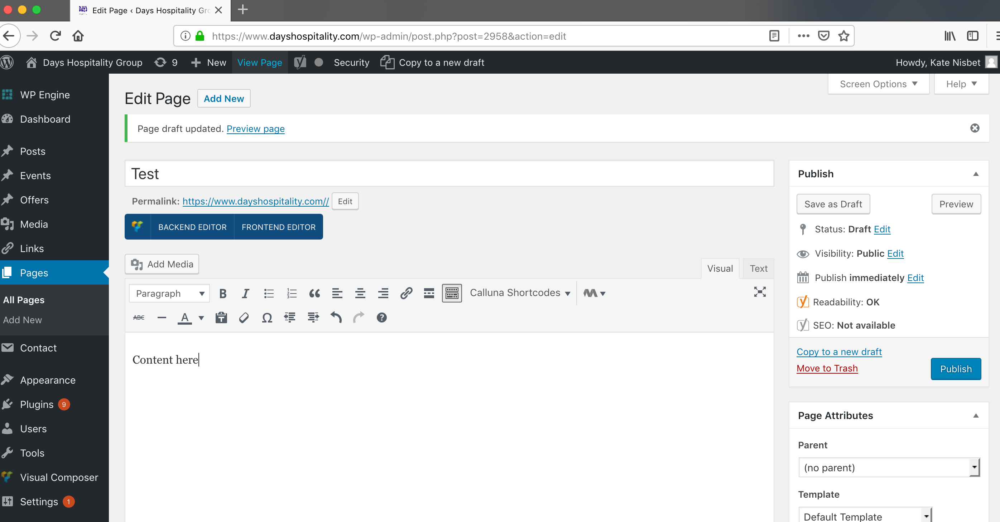 DAYS
Edit Page ‹ Days Hospitality Gro
https://www.dayshospitality.com/wp-admin/post.php?post=2958&action=edit
Days Hospitality Group 9 New View Page Security Copy to a new draft Howdy, Kate Nisbet
Screen Options Help
WP Engine
Dashboard
Posts
Events
Offers
Media
Links
Pages
All Pages
Add New
Contact
Appearance
Plugins 9
Users
Tools
Visual Composer
Settings 1
Edit Page Add New
Page draft updated. Preview page
Test
Permalink: https://www.dayshospitality.com// Edit
BACKEND EDITOR FRONTEND EDITOR
Add Media
Visual Text
Paragraph B I Calluna Shortcodes
ABC A
Content here
Publish
Save as Draft Preview
Status: Draft Edit
Visibility: Public Edit
Publish immediately Edit
Readability: OK
SEO: Not available
Copy to a new draft
Move to Trash
Publish
Page Attributes
Parent
(no parent)
Template
Default Template